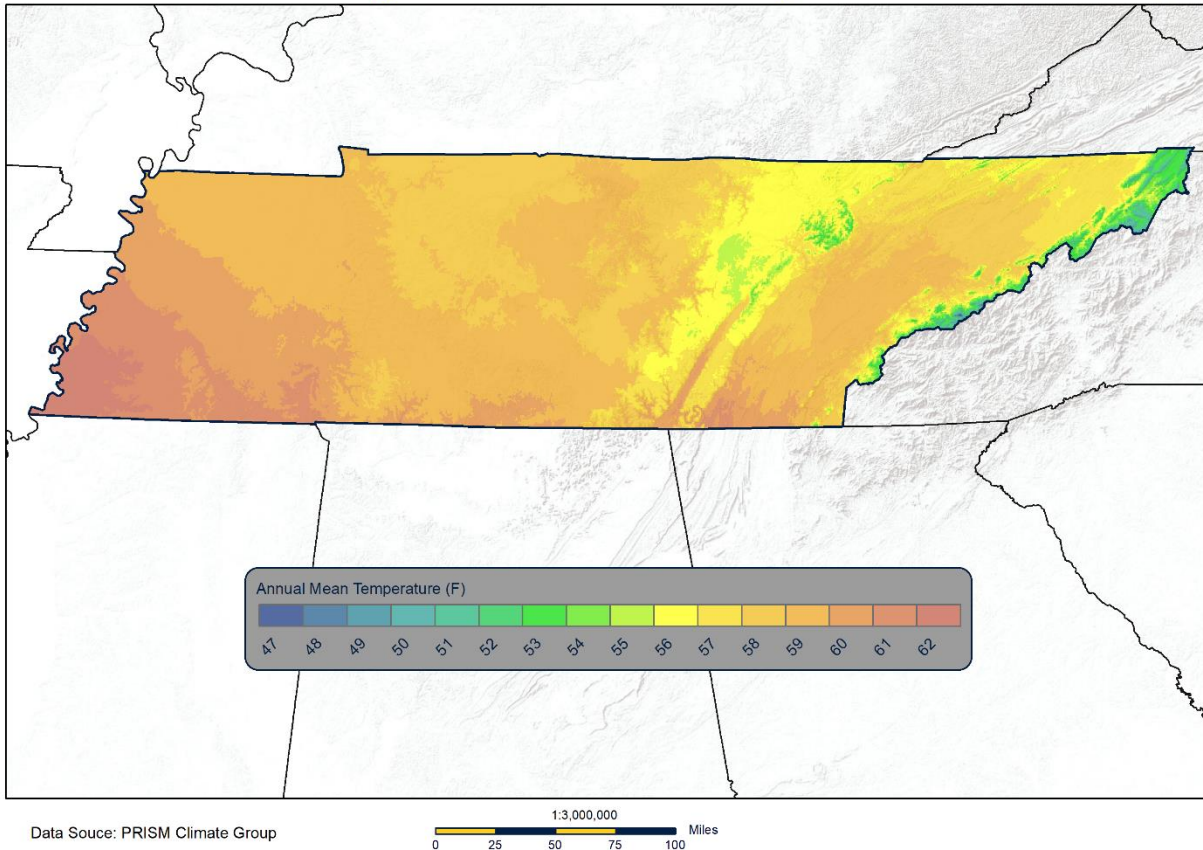 Annual Mean Temperature (F)
47 48 49 50 51 52 53 54 55 56 57 58 59 60 61 62
1:3,000,000
Data Souce: PRISM Climate Group
Miles
0 25 50 75 100